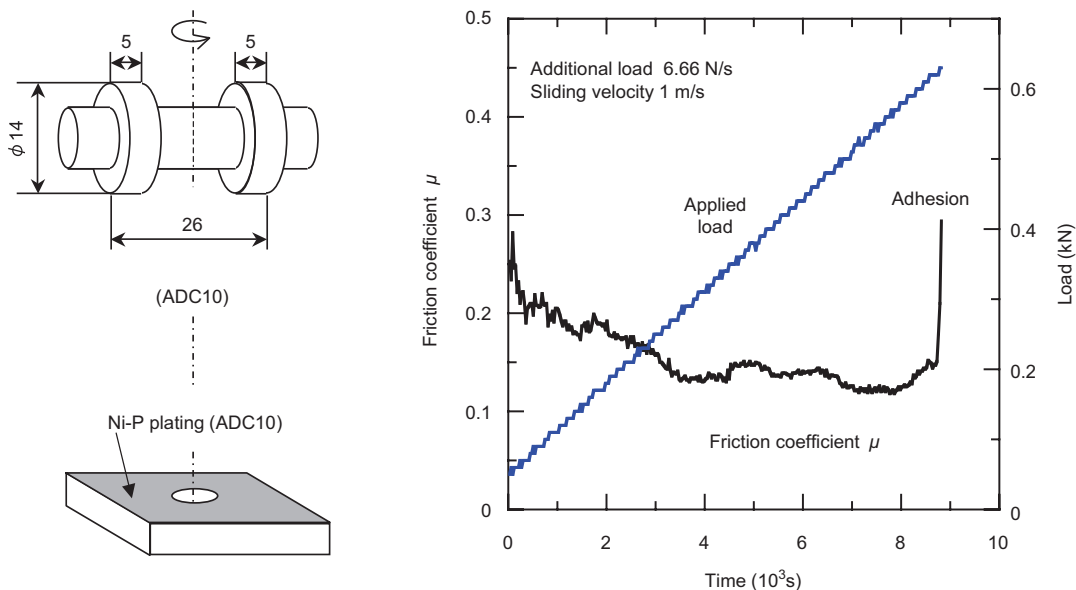 5
5
ϕ14
26
(ADC10)
Ni-P plating (ADC10)
Friction coefficient μ
0.5
0.4
0.3
0.2
0.1
0
Additional load 6.66 N/s
Sliding velocity 1 m/s
Applied
load
Adhesion
Friction coefficient μ
0.6
0.4
0.2
0
Load (kN)
0 2 4 6 8 10
Time (10³s)